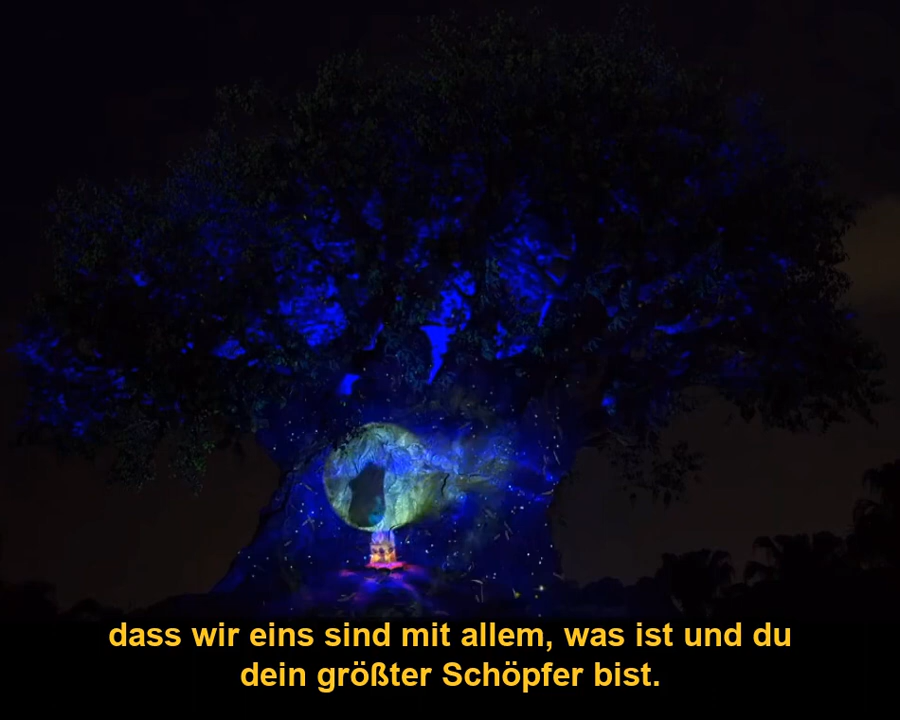 dass wir eins sind mit allem, was ist und du
dein größter Schöpfer bist.